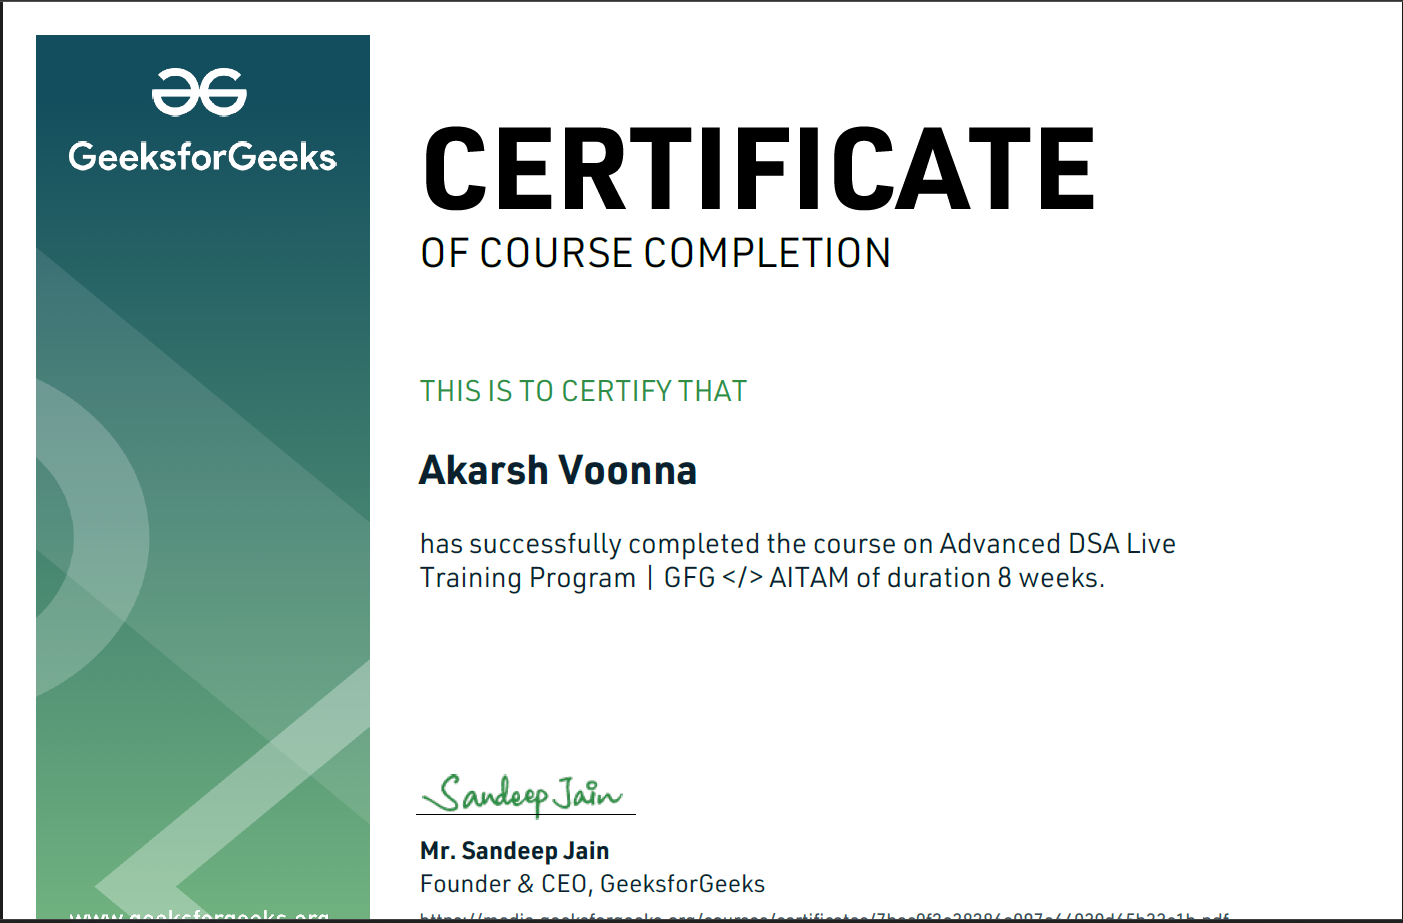 GeeksforGeeks
CERTIFICATE
OF COURSE COMPLETION
THIS IS TO CERTIFY THAT
Akarsh Voonna
has successfully completed the course on Advanced DSA Live
Training Program | GFG </> AITAM of duration 8 weeks.
Sandeep Jain
Mr. Sandeep Jain
Founder & CEO, GeeksforGeeks
www.geeksforgeeks.org